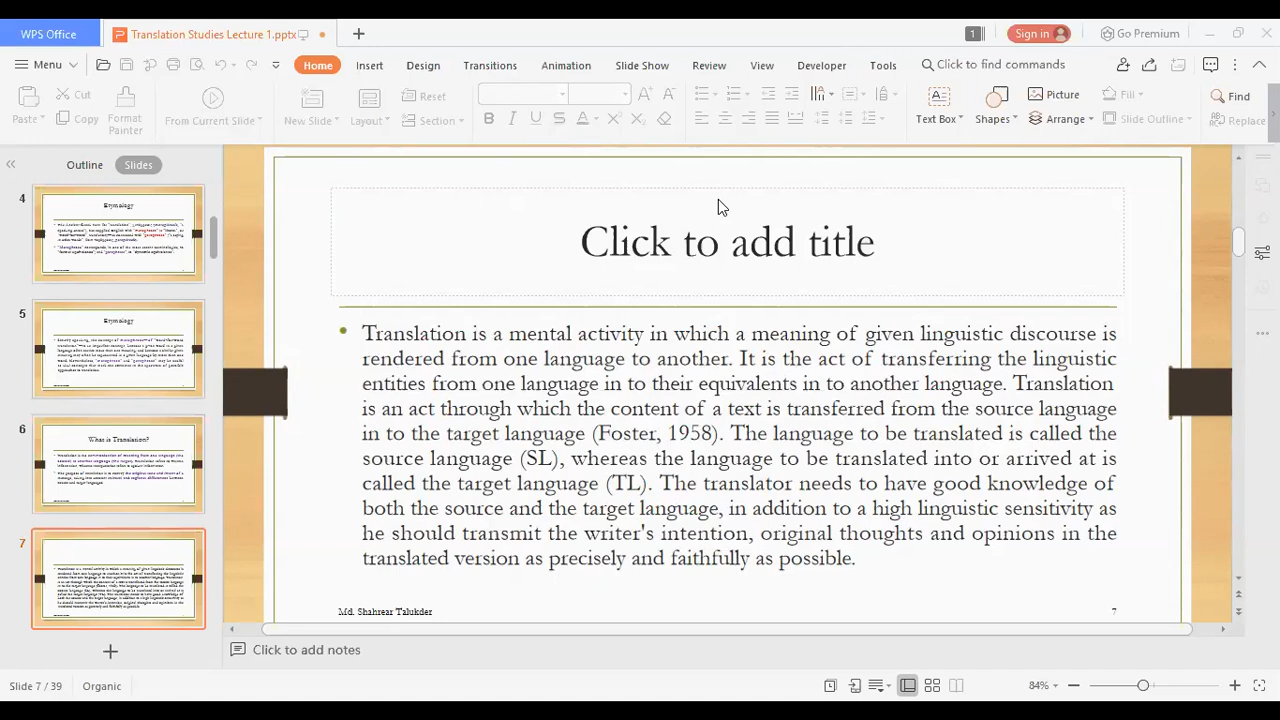 WPS Office
Translation Studies Lecture 1.pptx
1
Sign in
Go Premium
Menu
Home
Insert
Design
Transitions
Animation
Slide Show
Review
View
Developer
Tools
Click to find commands
Cut
Copy
Format
Painter
From Current Slide
New Slide
Layout
Reset
Section
B I U S A
Text Box
Shapes
Picture
Arrange
Fill
Slide Outline
Find
Replace
Outline
Slides
4
Etymology
5
Etymology
6
What is Translation?
7
Click to add title
Translation is a mental activity in which a meaning of given linguistic discourse is
rendered from one language to another. It is the act of transferring the linguistic
entities from one language in to their equivalents in to another language. Translation
is an act through which the content of a text is transferred from the source language
in to the target language (Foster, 1958). The language to be translated is called the
source language (SL), whereas the language to be translated into or arrived at is
called the target language (TL). The translator needs to have good knowledge of
both the source and the target language, in addition to a high linguistic sensitivity as
he should transmit the writer's intention, original thoughts and opinions in the
translated version as precisely and faithfully as possible.
Md. Shahrear Talukder
7
Click to add notes
Slide 7 / 39
Organic
84%